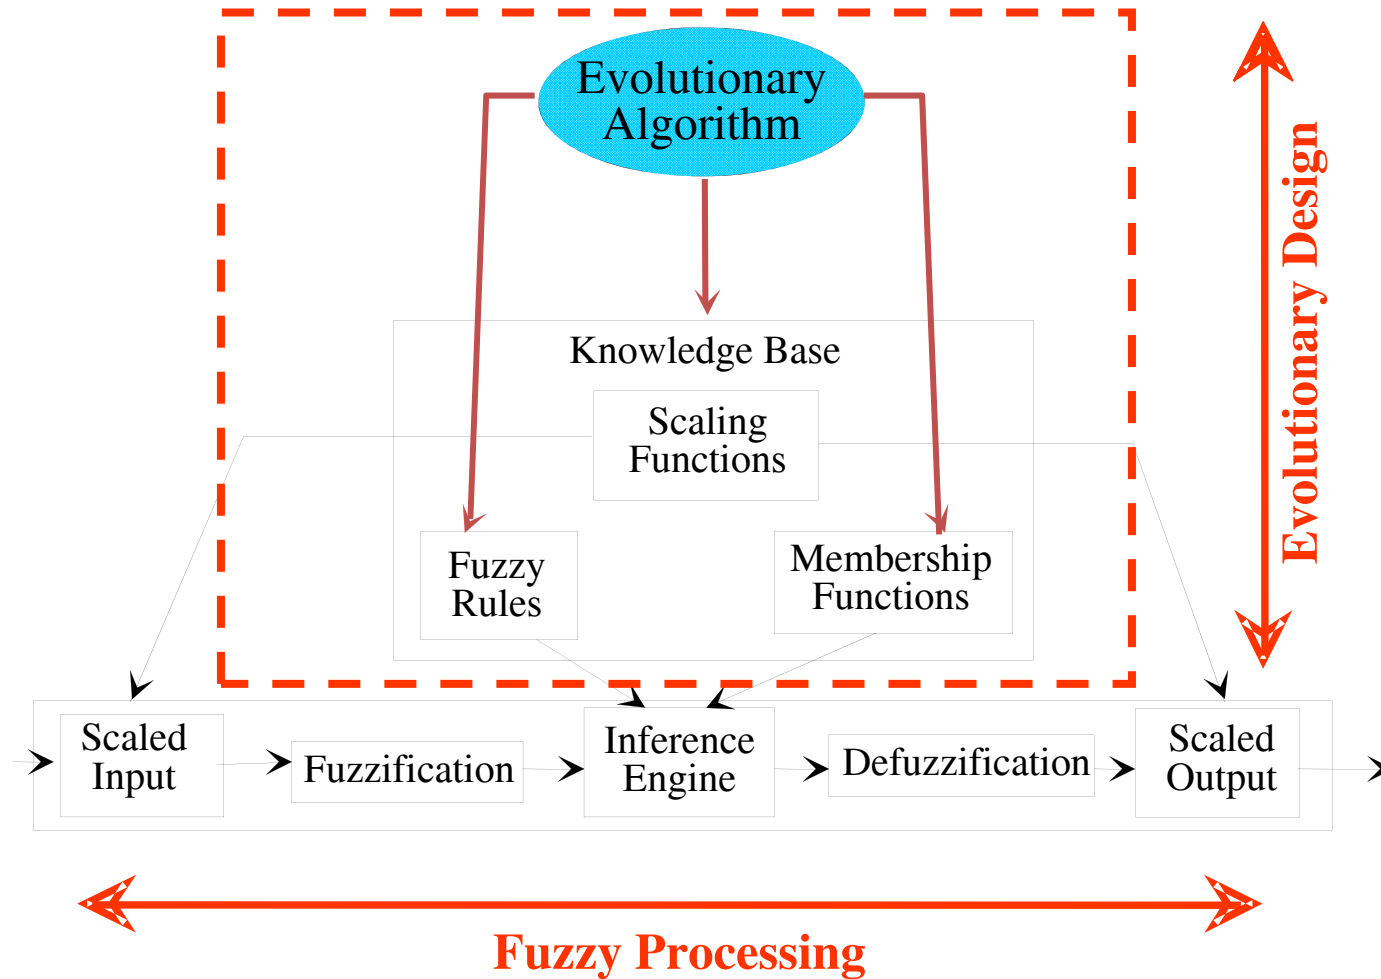 Evolutionary
Algorithm
Evolutionary Design
Knowledge Base
Scaling
Functions
Fuzzy
Rules
Membership
Functions
Scaled
Input
Fuzzification
Inference
Engine
Defuzzification
Scaled
Output
Fuzzy Processing